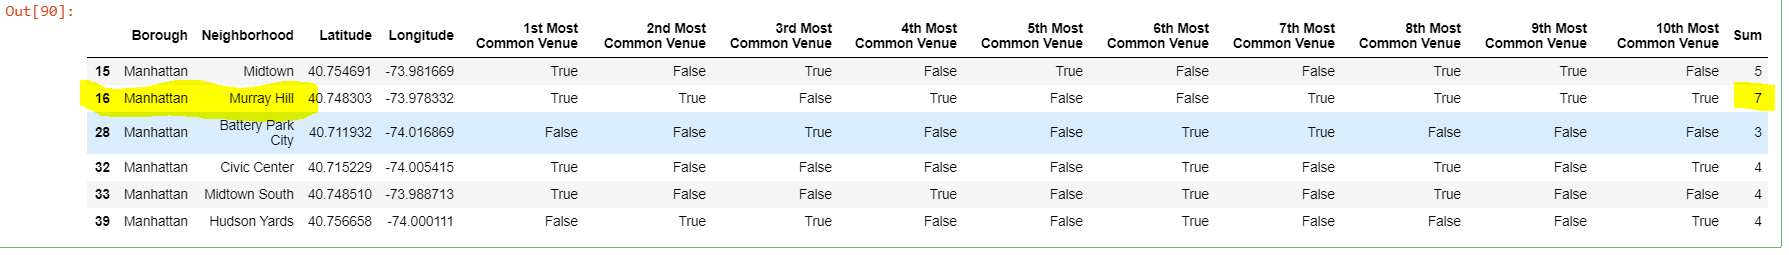 Out[90]:
Borough Neighborhood Latitude Longitude 1st Most Common Venue 2nd Most Common Venue 3rd Most Common Venue 4th Most Common Venue 5th Most Common Venue 6th Most Common Venue 7th Most Common Venue 8th Most Common Venue 9th Most Common Venue 10th Most Common Venue Sum
15 Manhattan Midtown 40.754691 -73.981669 True False True False True False False True True False 5
16 Manhattan Murray Hill 40.748303 -73.978332 True True False True False False True True True True 7
28 Manhattan Battery Park City 40.711932 -74.016869 False False True False False True True False False False 3
32 Manhattan Civic Center 40.715229 -74.005415 True False False False False True False True False True 4
33 Manhattan Midtown South 40.748510 -73.988713 True False False True False True False True False False 4
39 Manhattan Hudson Yards 40.756658 -74.000111 False True True False False True False False False True 4